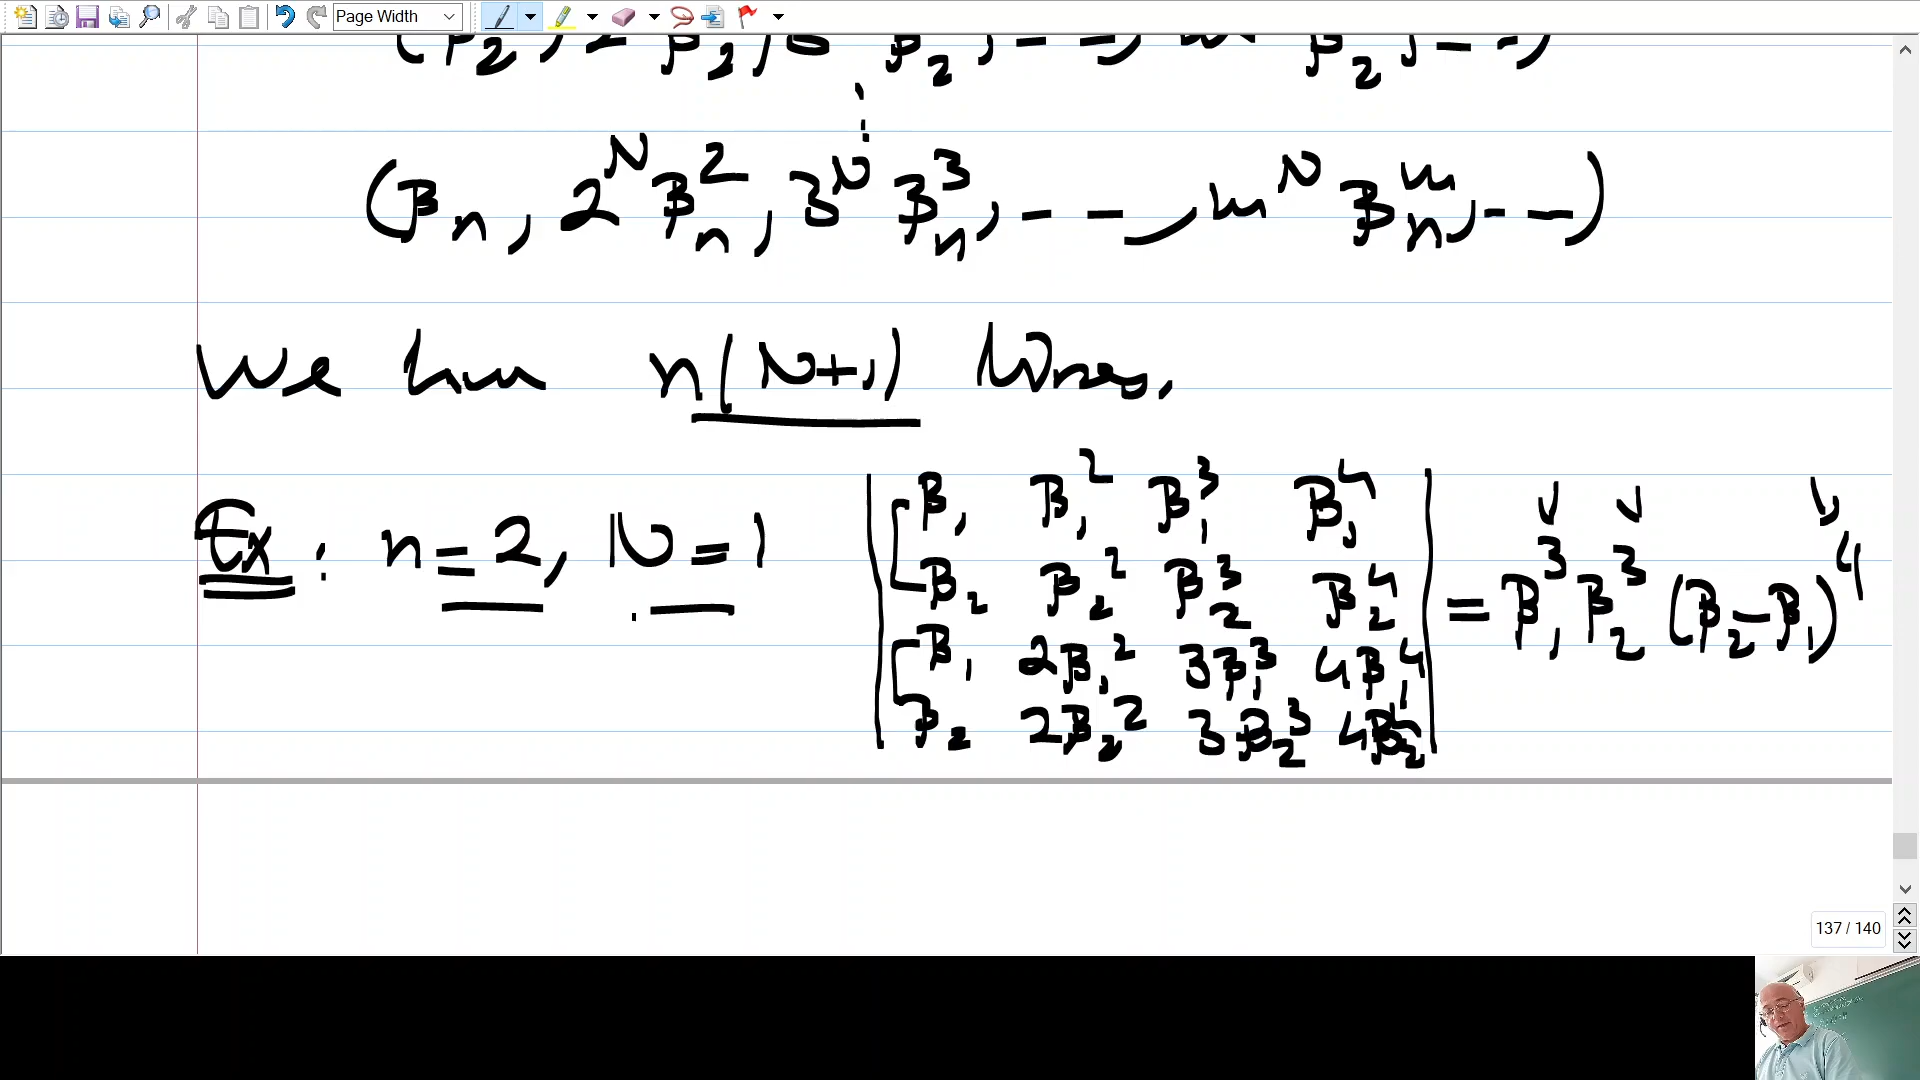 Page Width
(β_n, 2^N β_n^2, 3^N β_n^3, - - , m^N β_n^m, - -)
We have n(N+1) lines.
Ex : n=2, N=1
| β_1 β_1^2 β_1^3 β_1^4 |
| β_2 β_2^2 β_2^3 β_2^4 | = β_1^3 β_2^3 (β_2-β_1)^4
| β_1 2β_1^2 3β_1^3 4β_1^4 |
| β_2 2β_2^2 3β_2^3 4β_2^4 |
137 / 140